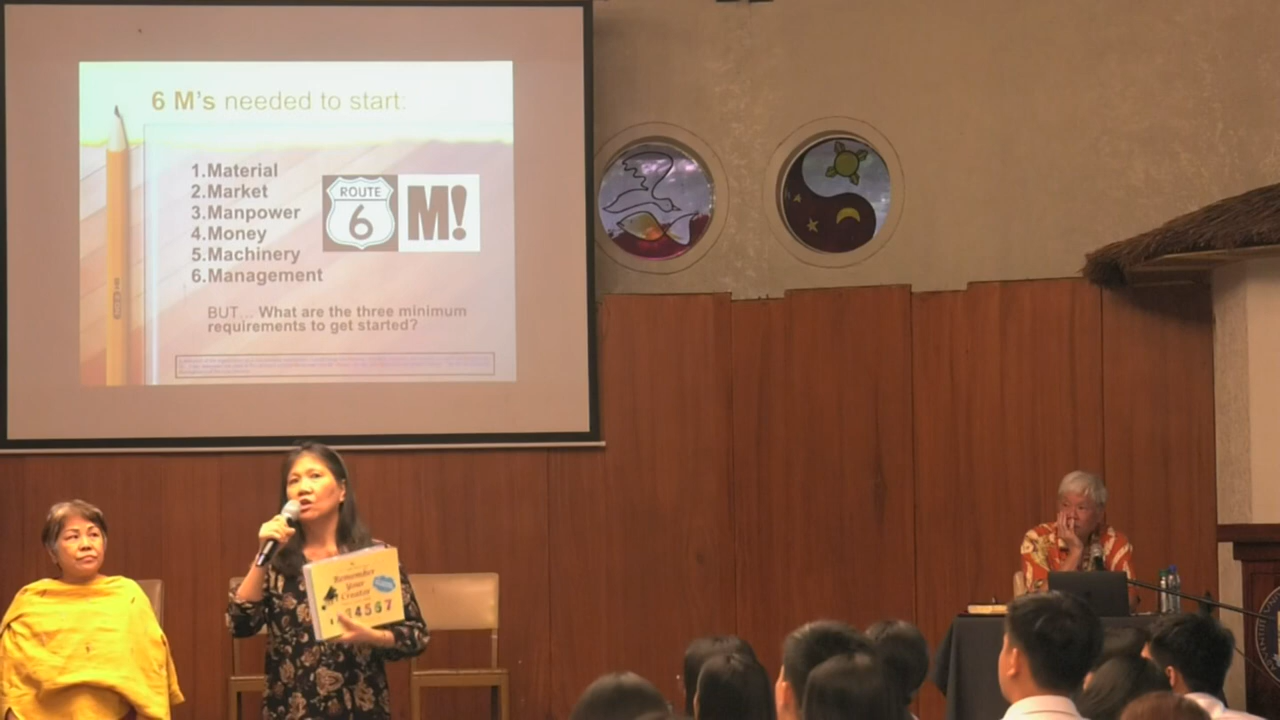 6 M's needed to start:
1.Material
2.Market
3.Manpower
4.Money
5.Machinery
6.Management
ROUTE
6
M!
BUT... What are the three minimum
requirements to get started?
Remember
Your
Creator
1234567